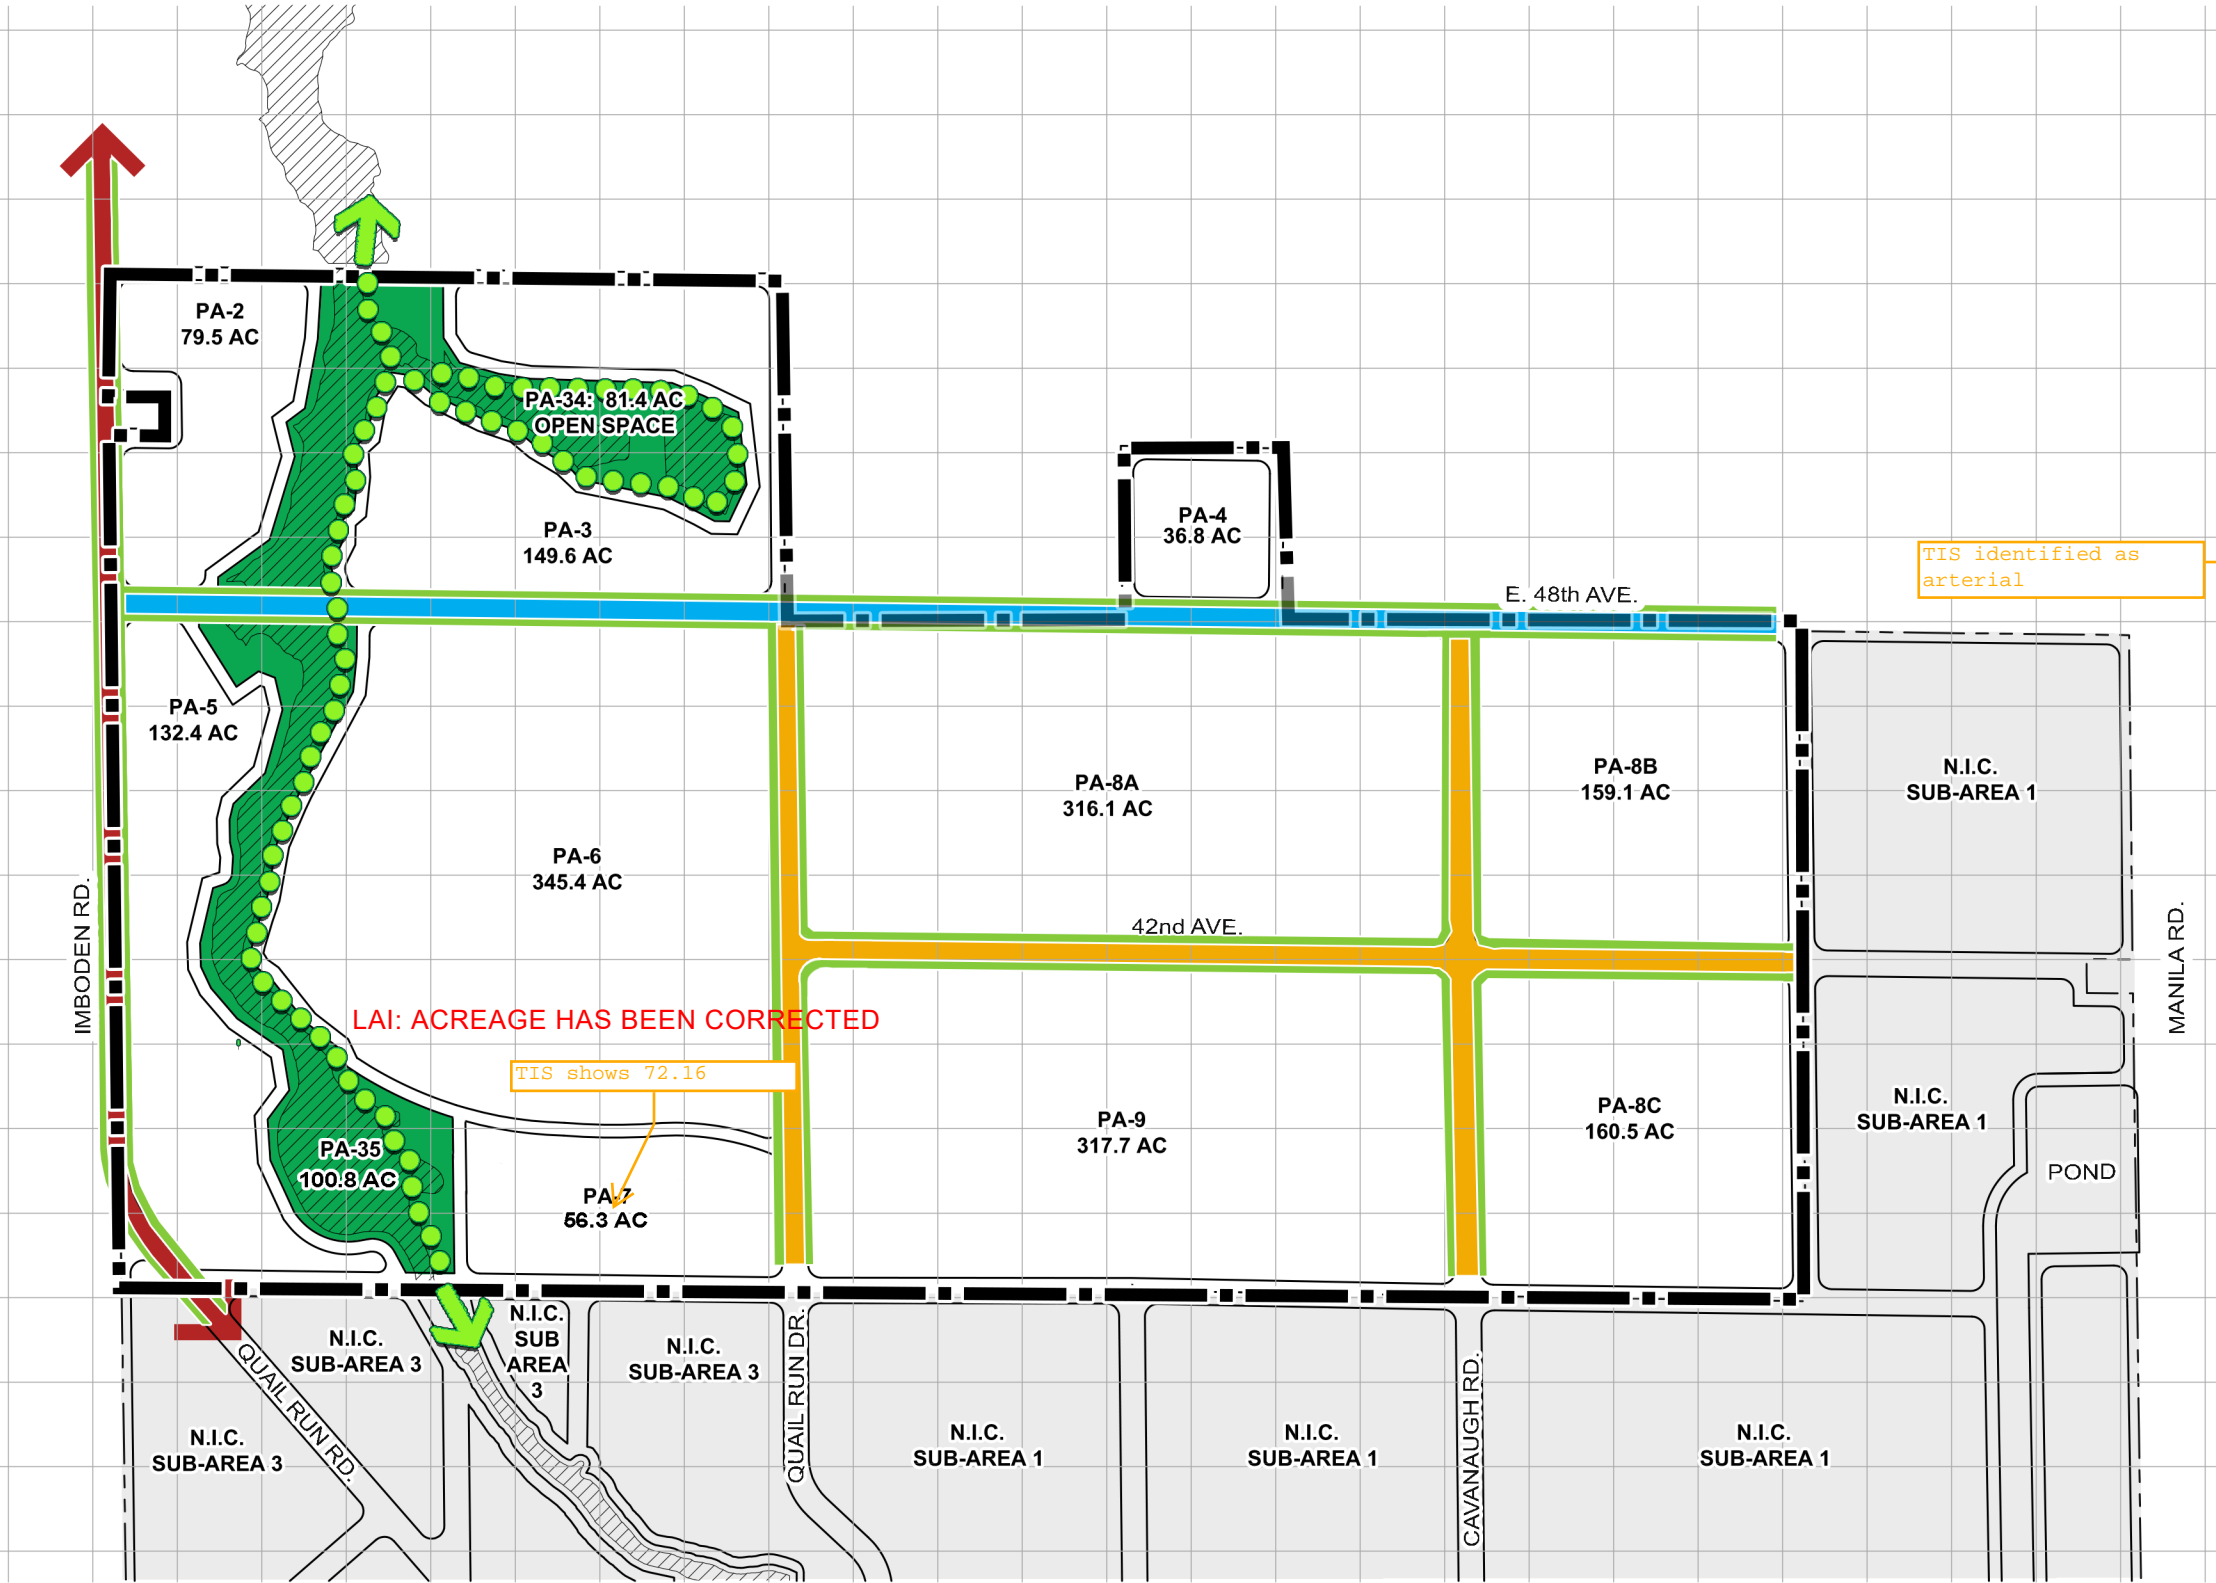 PA-2
79.5 AC
PA-34: 81.4 AC
OPEN SPACE
PA-3
149.6 AC
PA-4
36.8 AC
TIS identified as
arterial
E. 48th AVE.
PA-5
132.4 AC
PA-8A
316.1 AC
PA-8B
159.1 AC
N.I.C.
SUB-AREA 1
PA-6
345.4 AC
IMBODEN RD.
42nd AVE.
MANILA RD.
LAI: ACREAGE HAS BEEN CORRECTED
TIS shows 72.16
PA-9
317.7 AC
PA-8C
160.5 AC
N.I.C.
SUB-AREA 1
PA-35
100.8 AC
POND
PA-7
56.3 AC
N.I.C.
SUB-AREA 3
N.I.C.
SUB
AREA
3
N.I.C.
SUB-AREA 3
QUAIL RUN RD.
QUAIL RUN DR.
CAVANAUGH RD.
N.I.C.
SUB-AREA 3
N.I.C.
SUB-AREA 1
N.I.C.
SUB-AREA 1
N.I.C.
SUB-AREA 1